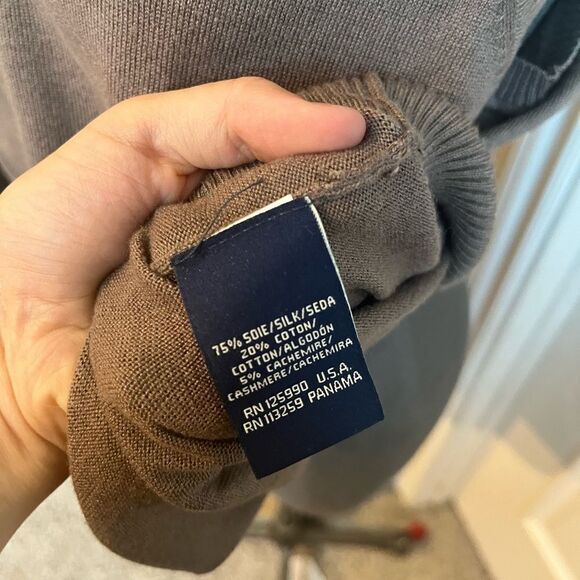 75% SOIE/SILK/SEDA
20% COTON/
COTTON/ALGODÓN
5% CACHEMIRE/
CASHMERE/CACHEMIRA
RN 125990 U.S.A.
RN 113259 PANAMA